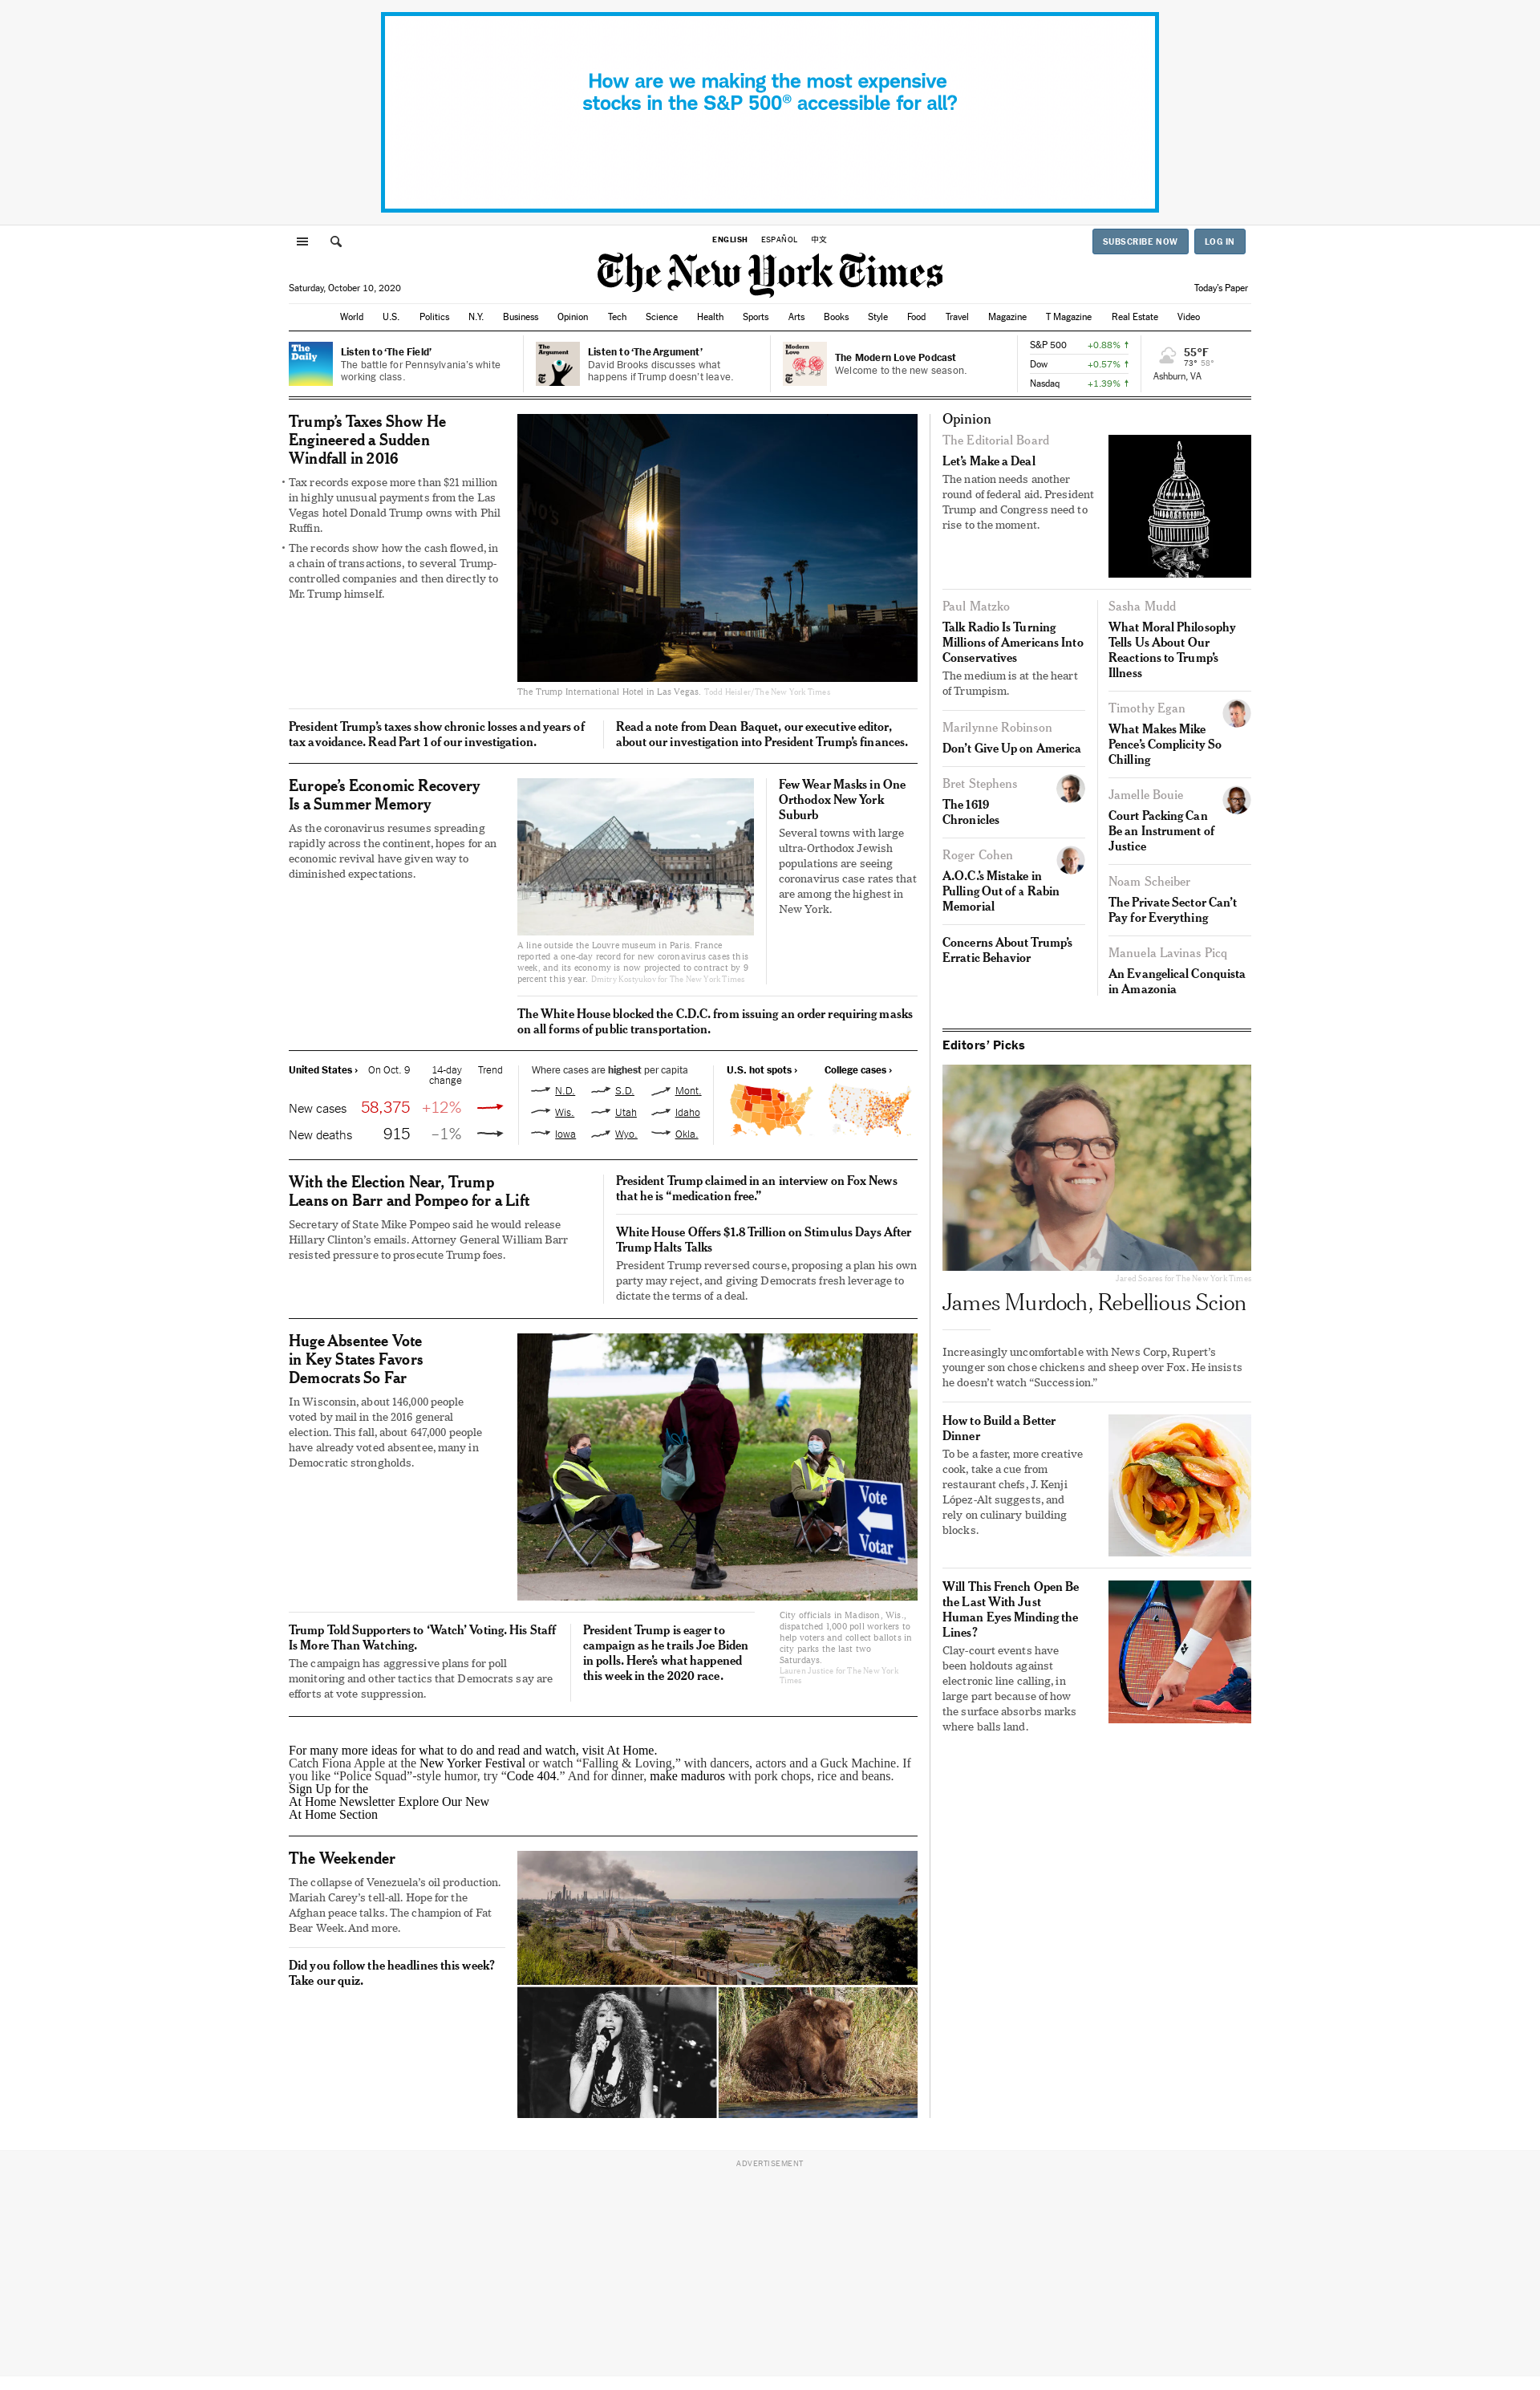 How are we making the most expensive
stocks in the S&P 500® accessible for all?
ENGLISH ESPAÑOL 中文
SUBSCRIBE NOW LOG IN
The New York Times
Saturday, October 10, 2020
Today's Paper
World U.S. Politics N.Y. Business Opinion Tech Science Health Sports Arts Books Style Food Travel Magazine T Magazine Real Estate Video
The
Daily
Listen to ‘The Field’
The battle for Pennsylvania’s white
working class.
The
Argument
Listen to ‘The Argument’
David Brooks discusses what
happens if Trump doesn’t leave.
Modern
Love
The Modern Love Podcast
Welcome to the new season.
S&P 500 +0.88% ↑
Dow +0.57% ↑
Nasdaq +1.39% ↑
55°F
73° 58°
Ashburn, VA
Trump’s Taxes Show He
Engineered a Sudden
Windfall in 2016
• Tax records expose more than $21 million
in highly unusual payments from the Las
Vegas hotel Donald Trump owns with Phil
Ruffin.
• The records show how the cash flowed, in
a chain of transactions, to several Trump-
controlled companies and then directly to
Mr. Trump himself.
The Trump International Hotel in Las Vegas. Todd Heisler/The New York Times
President Trump’s taxes show chronic losses and years of
tax avoidance. Read Part 1 of our investigation.
Read a note from Dean Baquet, our executive editor,
about our investigation into President Trump’s finances.
Europe’s Economic Recovery
Is a Summer Memory
As the coronavirus resumes spreading
rapidly across the continent, hopes for an
economic revival have given way to
diminished expectations.
A line outside the Louvre museum in Paris. France
reported a one-day record for new coronavirus cases this
week, and its economy is now projected to contract by 9
percent this year. Dmitry Kostyukov for The New York Times
Few Wear Masks in One
Orthodox New York
Suburb
Several towns with large
ultra-Orthodox Jewish
populations are seeing
coronavirus case rates that
are among the highest in
New York.
The White House blocked the C.D.C. from issuing an order requiring masks
on all forms of public transportation.
United States › On Oct. 9 14-day
change Trend
New cases 58,375 +12%
New deaths 915 –1%
Where cases are highest per capita
N.D. S.D. Mont.
Wis. Utah Idaho
Iowa Wyo. Okla.
U.S. hot spots › College cases ›
With the Election Near, Trump
Leans on Barr and Pompeo for a Lift
Secretary of State Mike Pompeo said he would release
Hillary Clinton’s emails. Attorney General William Barr
resisted pressure to prosecute Trump foes.
President Trump claimed in an interview on Fox News
that he is “medication free.”
White House Offers $1.8 Trillion on Stimulus Days After
Trump Halts Talks
President Trump reversed course, proposing a plan his own
party may reject, and giving Democrats fresh leverage to
dictate the terms of a deal.
Huge Absentee Vote
in Key States Favors
Democrats So Far
In Wisconsin, about 146,000 people
voted by mail in the 2016 general
election. This fall, about 647,000 people
have already voted absentee, many in
Democratic strongholds.
Vote
Votar
City officials in Madison, Wis.,
dispatched 1,000 poll workers to
help voters and collect ballots in
city parks the last two
Saturdays.
Lauren Justice for The New York
Times
Trump Told Supporters to ‘Watch’ Voting. His Staff
Is More Than Watching.
The campaign has aggressive plans for poll
monitoring and other tactics that Democrats say are
efforts at vote suppression.
President Trump is eager to
campaign as he trails Joe Biden
in polls. Here’s what happened
this week in the 2020 race.
For many more ideas for what to do and read and watch, visit At Home.
Catch Fiona Apple at the New Yorker Festival or watch “Falling & Loving,” with dancers, actors and a Guck Machine. If
you like “Police Squad”-style humor, try “Code 404.” And for dinner, make maduros with pork chops, rice and beans.
Sign Up for the
At Home Newsletter Explore Our New
At Home Section
The Weekender
The collapse of Venezuela’s oil production.
Mariah Carey’s tell-all. Hope for the
Afghan peace talks. The champion of Fat
Bear Week. And more.
Did you follow the headlines this week?
Take our quiz.
Opinion
The Editorial Board
Let’s Make a Deal
The nation needs another
round of federal aid. President
Trump and Congress need to
rise to the moment.
Paul Matzko
Talk Radio Is Turning
Millions of Americans Into
Conservatives
The medium is at the heart
of Trumpism.
Marilynne Robinson
Don’t Give Up on America
Bret Stephens
The 1619
Chronicles
Roger Cohen
A.O.C.’s Mistake in
Pulling Out of a Rabin
Memorial
Concerns About Trump’s
Erratic Behavior
Sasha Mudd
What Moral Philosophy
Tells Us About Our
Reactions to Trump’s
Illness
Timothy Egan
What Makes Mike
Pence’s Complicity So
Chilling
Jamelle Bouie
Court Packing Can
Be an Instrument of
Justice
Noam Scheiber
The Private Sector Can’t
Pay for Everything
Manuela Lavinas Picq
An Evangelical Conquista
in Amazonia
Editors’ Picks
Jared Soares for The New York Times
James Murdoch, Rebellious Scion
Increasingly uncomfortable with News Corp, Rupert’s
younger son chose chickens and sheep over Fox. He insists
he doesn’t watch “Succession.”
How to Build a Better
Dinner
To be a faster, more creative
cook, take a cue from
restaurant chefs, J. Kenji
López-Alt suggests, and
rely on culinary building
blocks.
Will This French Open Be
the Last With Just
Human Eyes Minding the
Lines?
Clay-court events have
been holdouts against
electronic line calling, in
large part because of how
the surface absorbs marks
where balls land.
ADVERTISEMENT